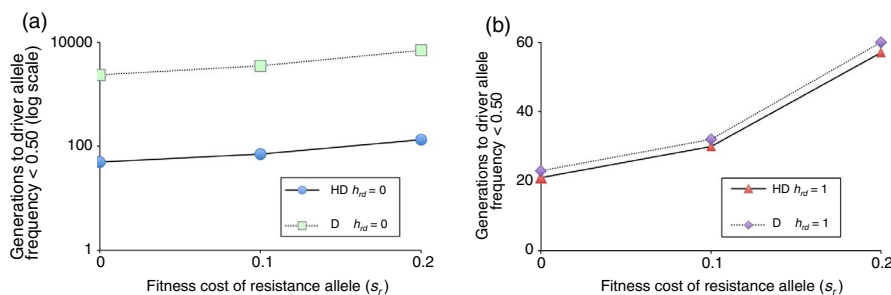 (a)
Generations to driver allele
frequency < 0.50 (log scale)
10000
100
1
HD h_rd = 0
D h_rd = 0
0
0.1
0.2
Fitness cost of resistance allele (s_r)
(b)
Generations to driver allele
frequency < 0.50
60
40
20
0
HD h_rd = 1
D h_rd = 1
0
0.1
0.2
Fitness cost of resistance allele (s_r)